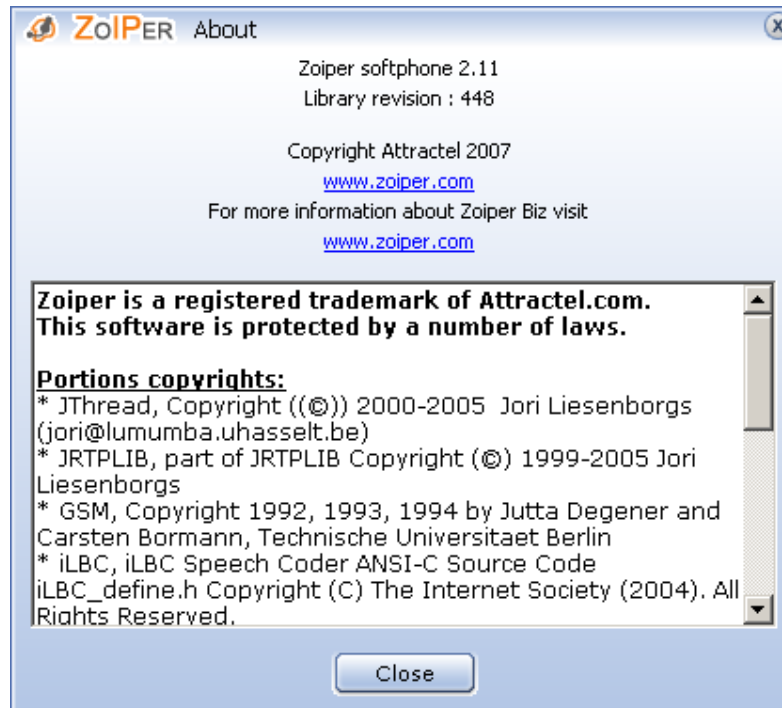 ZoIPER About
Zoiper softphone 2.11
Library revision : 448
Copyright Attractel 2007
www.zoiper.com
For more information about Zoiper Biz visit
www.zoiper.com
Zoiper is a registered trademark of Attractel.com.
This software is protected by a number of laws.
Portions copyrights:
* JThread, Copyright ((©)) 2000-2005  Jori Liesenborgs
(jori@lumumba.uhasselt.be)
* JRTPLIB, part of JRTPLIB Copyright (©) 1999-2005 Jori
Liesenborgs
* GSM, Copyright 1992, 1993, 1994 by Jutta Degener and
Carsten Bormann, Technische Universitaet Berlin
* iLBC, iLBC Speech Coder ANSI-C Source Code
iLBC_define.h Copyright (C) The Internet Society (2004). All
Rights Reserved.
Close